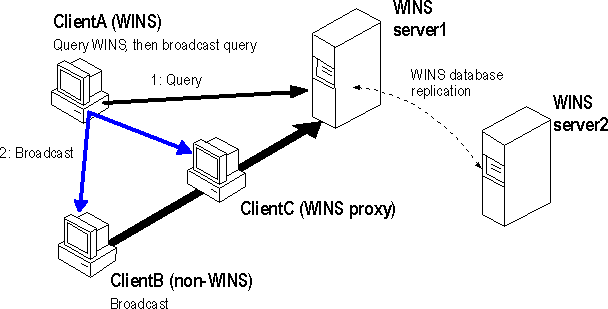 ClientA (WINS)
Query WINS, then broadcast query
WINS
server1
1: Query
WINS database
replication
WINS
server2
2: Broadcast
ClientC (WINS proxy)
ClientB (non-WINS)
Broadcast